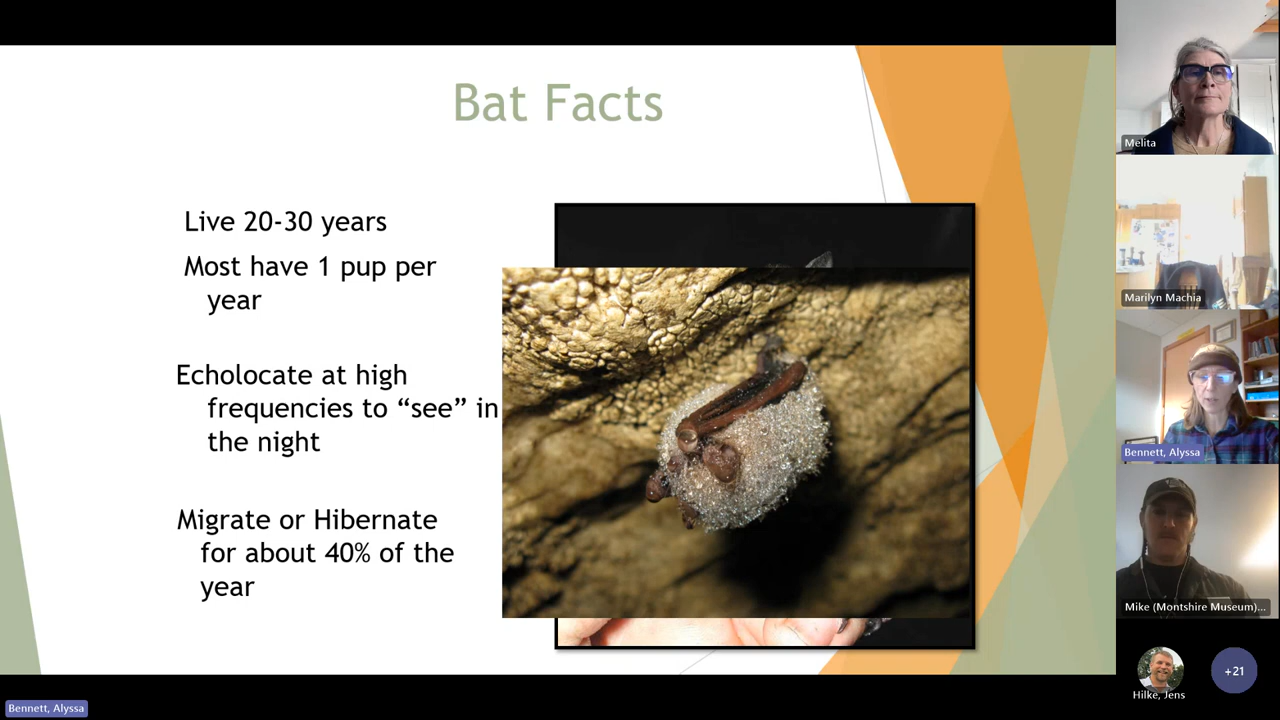 Bat Facts
Live 20-30 years
Most have 1 pup per
year
Echolocate at high
frequencies to “see” in
the night
Migrate or Hibernate
for about 40% of the
year
Melita
Marilyn Machia
Bennett, Alyssa
Mike (Montshire Museum)...
Hilke, Jens
+21
Bennett, Alyssa